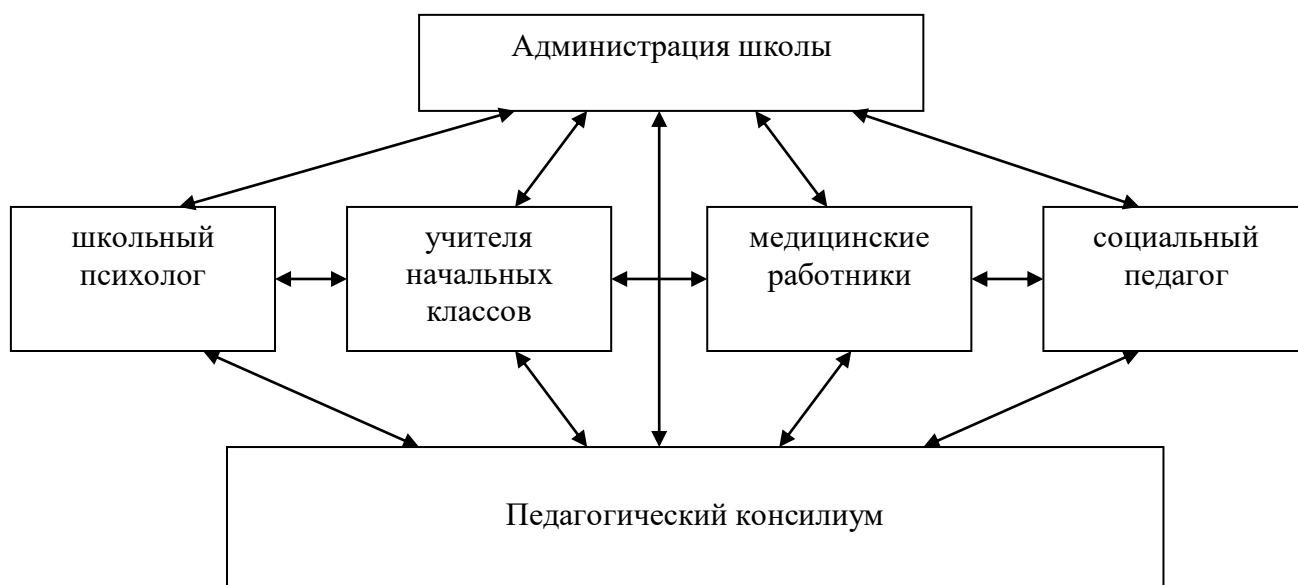 Администрация школы
школьный
психолог
учителя
начальных
классов
медицинские
работники
социальный
педагог
Педагогический консилиум